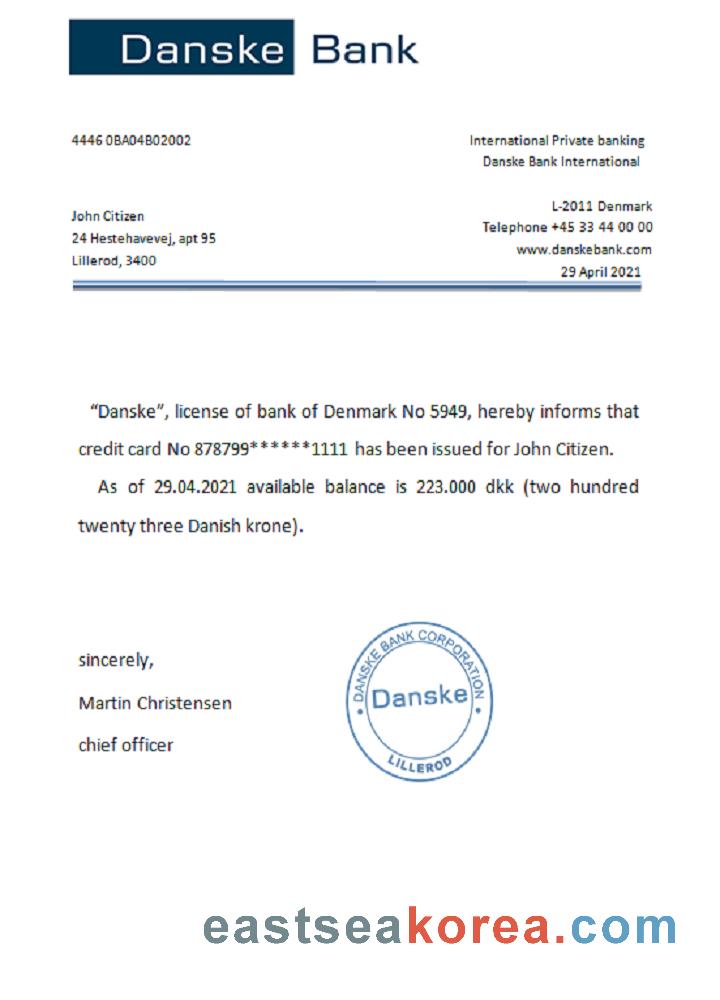 Danske Bank
4446 0BA04B02002
International Private banking
Danske Bank International
John Citizen
24 Hestehavevej, apt 95
Lillerod, 3400
L-2011 Denmark
Telephone +45 33 44 00 00
www.danskebank.com
29 April 2021
“Danske”, license of bank of Denmark No 5949, hereby informs that
credit card No 878799******1111 has been issued for John Citizen.
As of 29.04.2021 available balance is 223.000 dkk (two hundred
twenty three Danish krone).
sincerely,
Martin Christensen
chief officer
DANSKE BANK CORPORATION
Danske
LILLEROD
eastseakorea.com